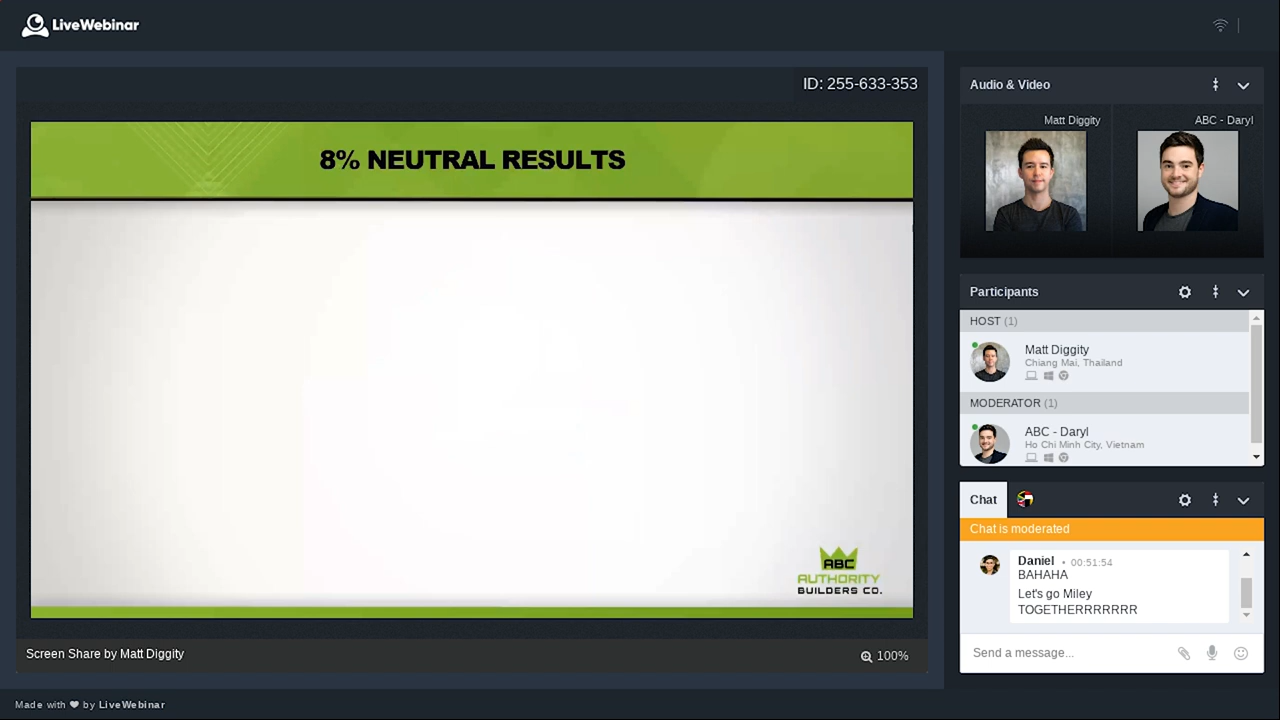 LiveWebinar
ID: 255-633-353
8% NEUTRAL RESULTS
ABC
AUTHORITY
BUILDERS CO.
Screen Share by Matt Diggity
100%
Audio & Video
Matt Diggity
ABC - Daryl
Participants
HOST (1)
Matt Diggity
Chiang Mai, Thailand
MODERATOR (1)
ABC - Daryl
Ho Chi Minh City, Vietnam
Chat
Chat is moderated
Daniel • 00:51:54
BAHAHA
Let's go Miley
TOGETHERRRRRRR
Send a message...
Made with ❤ by LiveWebinar